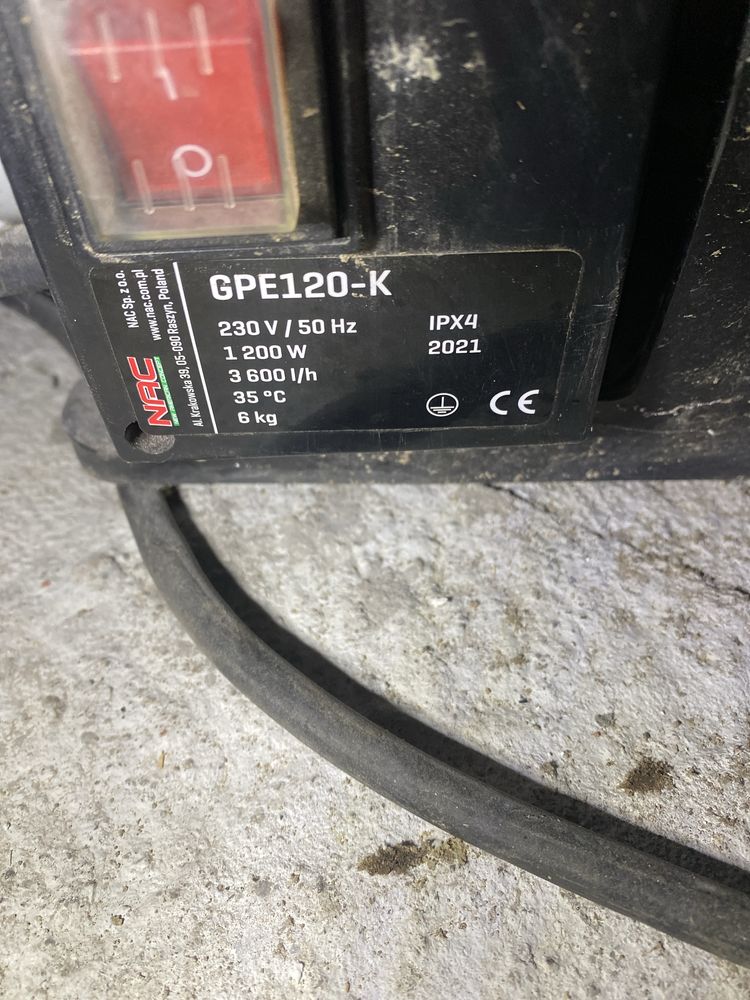 I
O
GPE120-K
230 V / 50 Hz
1 200 W
3 600 l/h
35 °C
6 kg
IPX4
2021
CE
NAC Sp. z o.o.
www.nac.com.pl
Al. Krakowska 39, 05-090 Raszyn, Poland
NAC